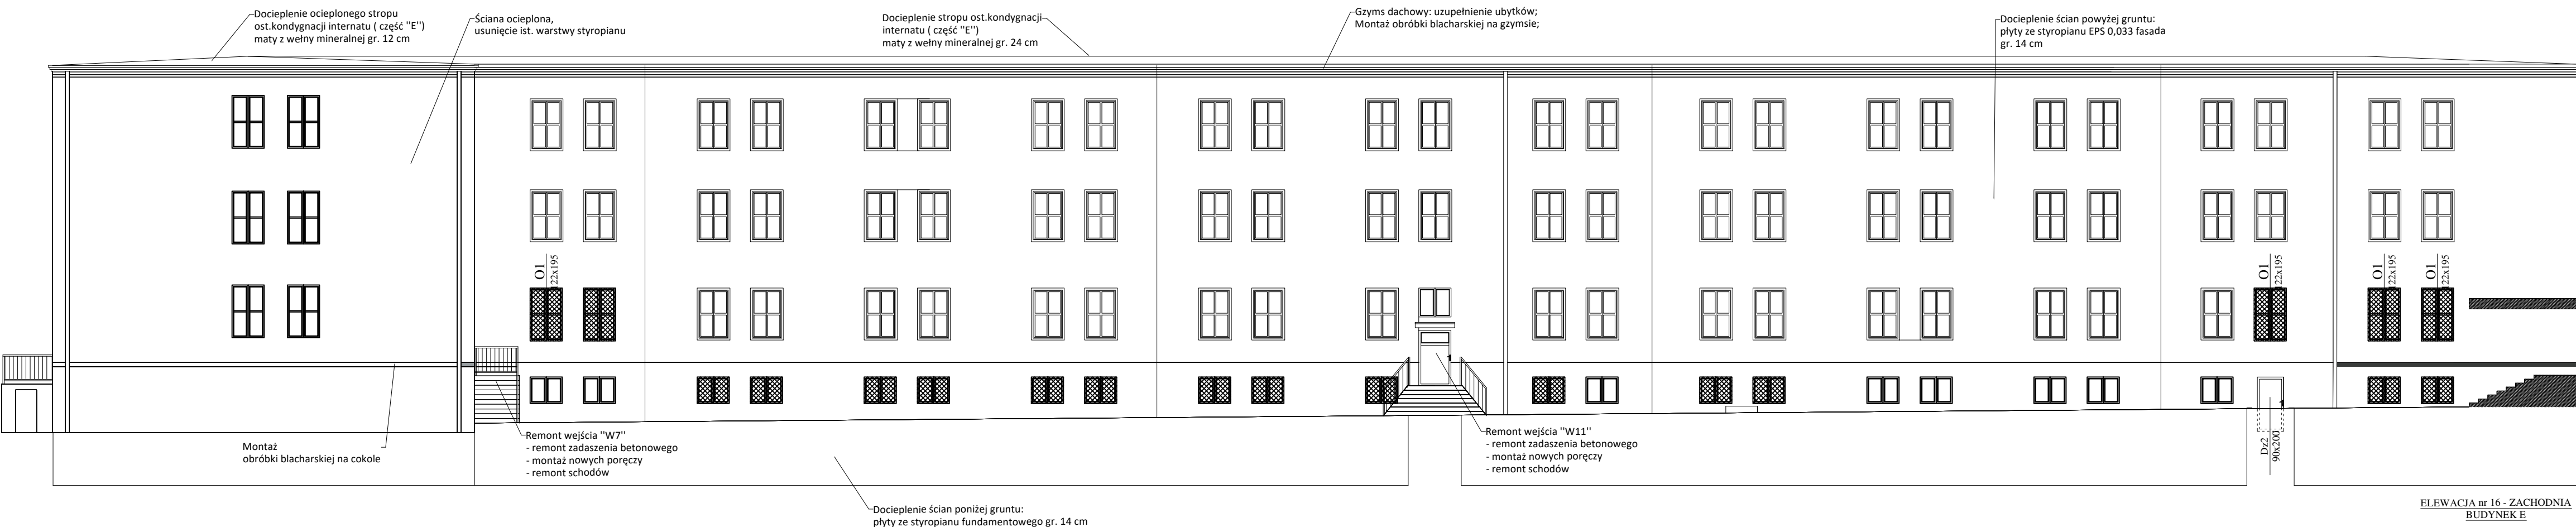 Docieplenie ocieplonego stropu
ost.kondygnacji internatu ( część "E")
maty z wełny mineralnej gr. 12 cm
Ściana ocieplona,
usunięcie ist. warstwy styropianu
Docieplenie stropu ost.kondygnacji
internatu ( część "E")
maty z wełny mineralnej gr. 24 cm
Gzyms dachowy: uzupełnienie ubytków;
Montaż obróbki blacharskiej na gzymsie;
Docieplenie ścian powyżej gruntu:
płyty ze styropianu EPS 0,033 fasada
gr. 14 cm
O1
122x195
O1
122x195
O1
122x195
O1
122x195
Montaż
obróbki blacharskiej na cokole
Remont wejścia "W7"
- remont zadaszenia betonowego
- montaż nowych poręczy
- remont schodów
Remont wejścia "W11"
- remont zadaszenia betonowego
- montaż nowych poręczy
- remont schodów
Dz2
90x200
Docieplenie ścian poniżej gruntu:
płyty ze styropianu fundamentowego gr. 14 cm
ELEWACJA nr 16 - ZACHODNIA
BUDYNEK E